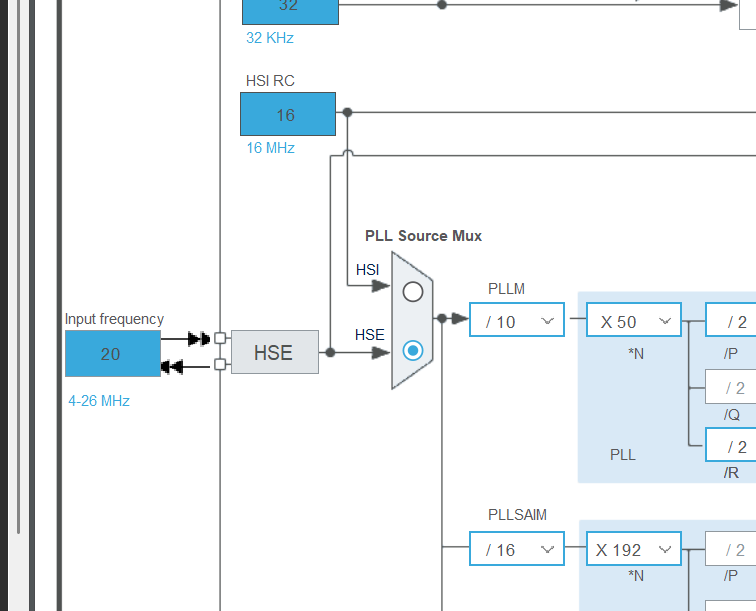 32
32 KHz
HSI RC
16
16 MHz
PLL Source Mux
HSI
PLLM
Input frequency
HSE
/ 10
X 50
/ 2
20
HSE
*N
/P
4-26 MHz
/ 2
/Q
/ 2
PLL
/R
PLLSAIM
/ 16
X 192
/ 2
*N
/P